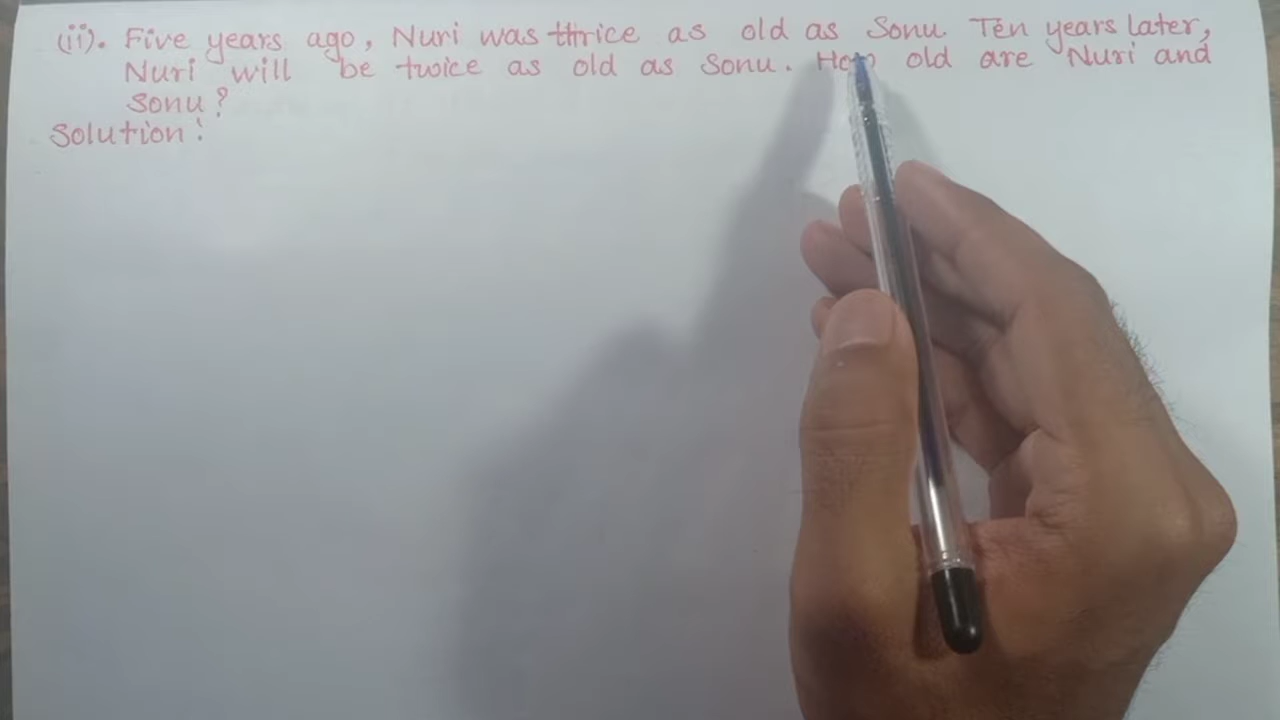 (ii). Five years ago, Nuri was thrice as old as Sonu. Ten years later,
Nuri will be twice as old as Sonu. How old are Nuri and
Sonu?
Solution: